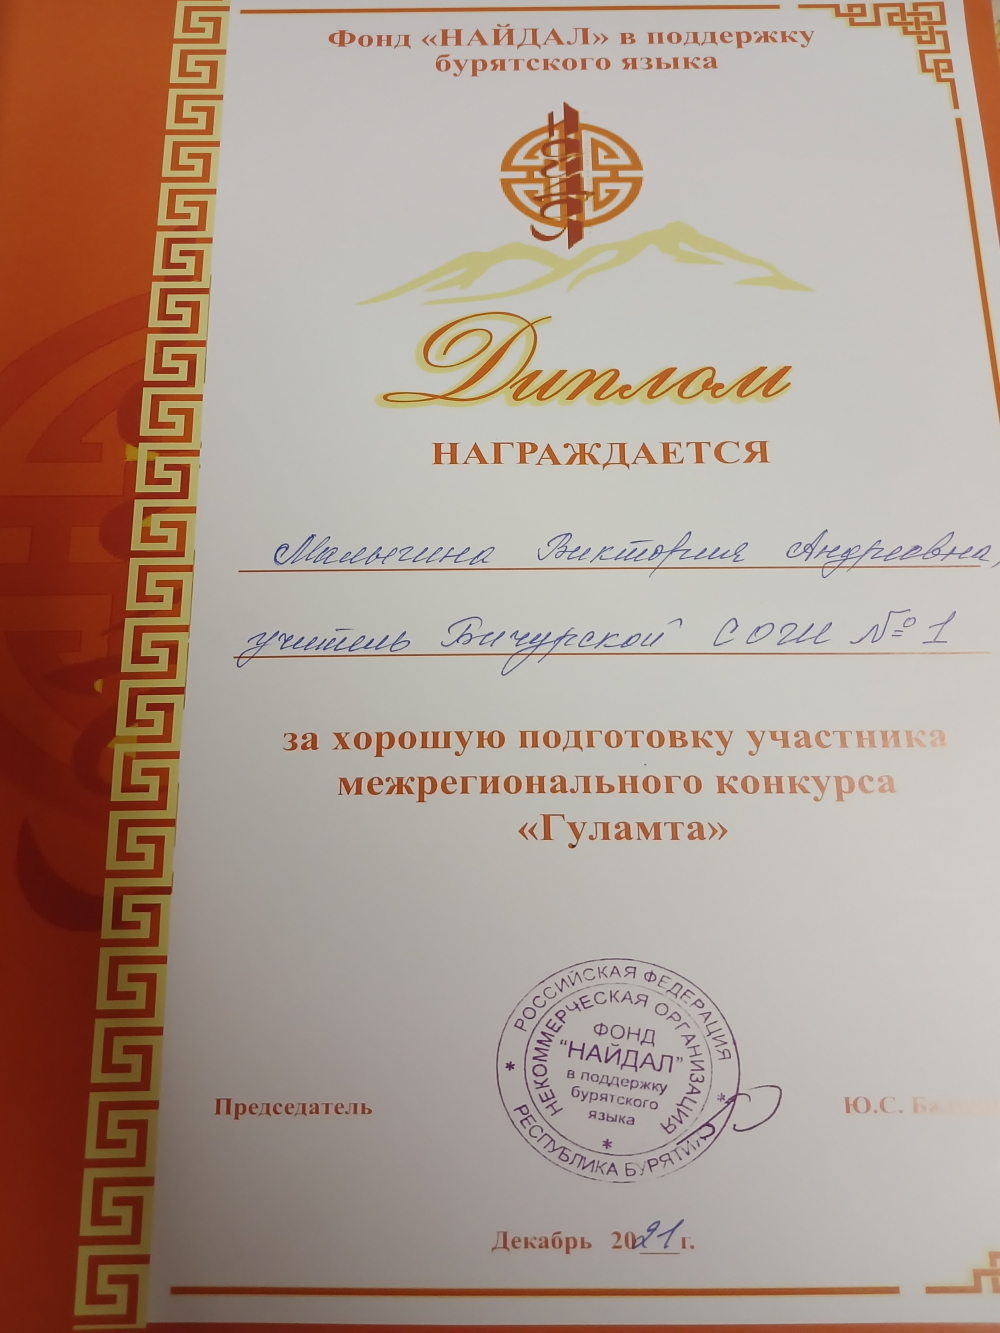 Фонд «НАЙДАЛ» в поддержку
бурятского языка
Диплом
НАГРАЖДАЕТСЯ
Малыгина Виктория Андреевна,
учитель Бичурской СОШ №1
за хорошую подготовку участника
межрегионального конкурса
«Гуламта»
РОССИЙСКАЯ ФЕДЕРАЦИЯ
НЕКОММЕРЧЕСКАЯ ОРГАНИЗАЦИЯ
ФОНД
"НАЙДАЛ"
в поддержку
бурятского
языка
РЕСПУБЛИКА БУРЯТИЯ
Председатель Ю.С.
Декабрь 2021 г.